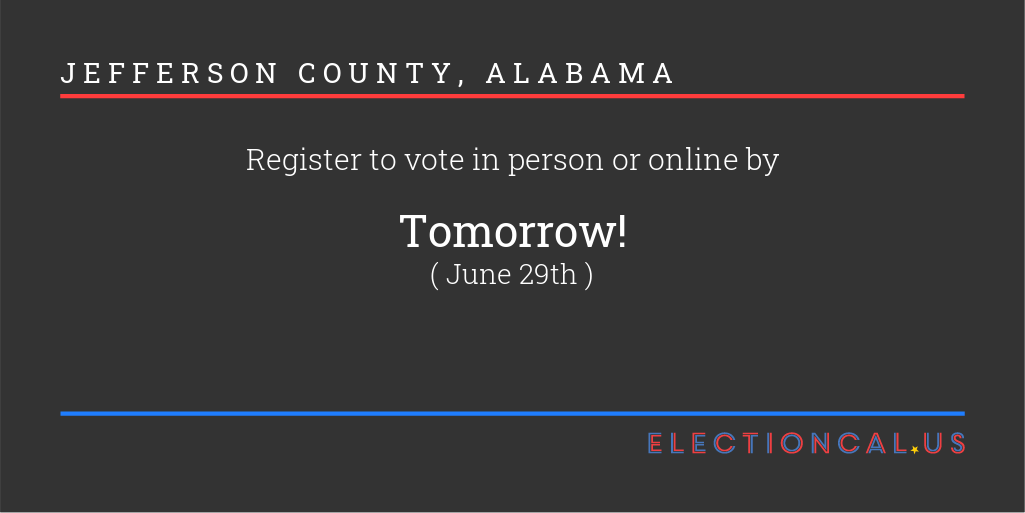 JEFFERSON COUNTY, ALABAMA
Register to vote in person or online by
Tomorrow!
( June 29th )
ELECTIONCAL.US